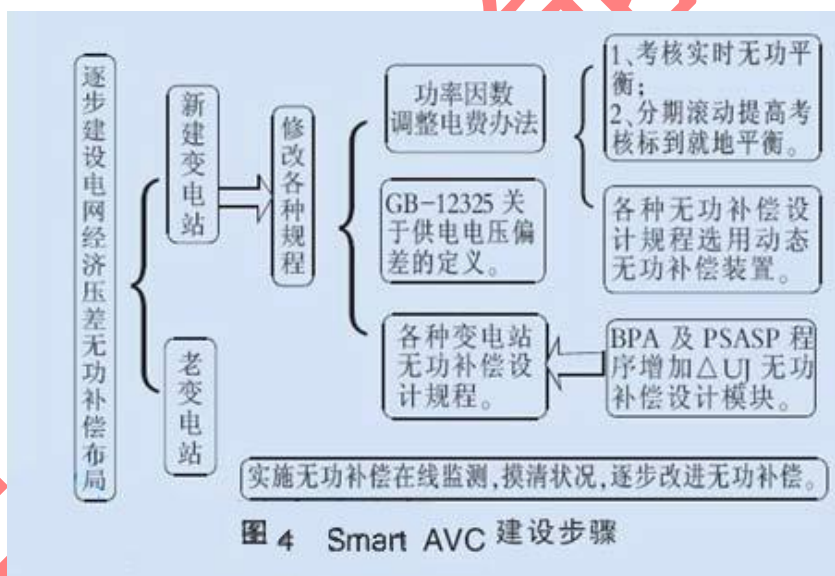 逐步建设电网经济压差无功补偿布局
新建变电站
老变电站
修改各种规程
功率因数
调整电费办法
GB-12325 关
于供电电压偏
差的定义。
各种变电站
无功补偿设
计规程。
1、考核实时无功平
衡;
2、分期滚动提高考
核标到就地平衡。
各种无功补偿设
计规程选用动态
无功补偿装置。
BPA 及 PSASP 程
序增加△UJ 无功
补偿设计模块。
实施无功补偿在线监测,摸清状况,逐步改进无功补偿。
图 4 Smart AVC 建设步骤